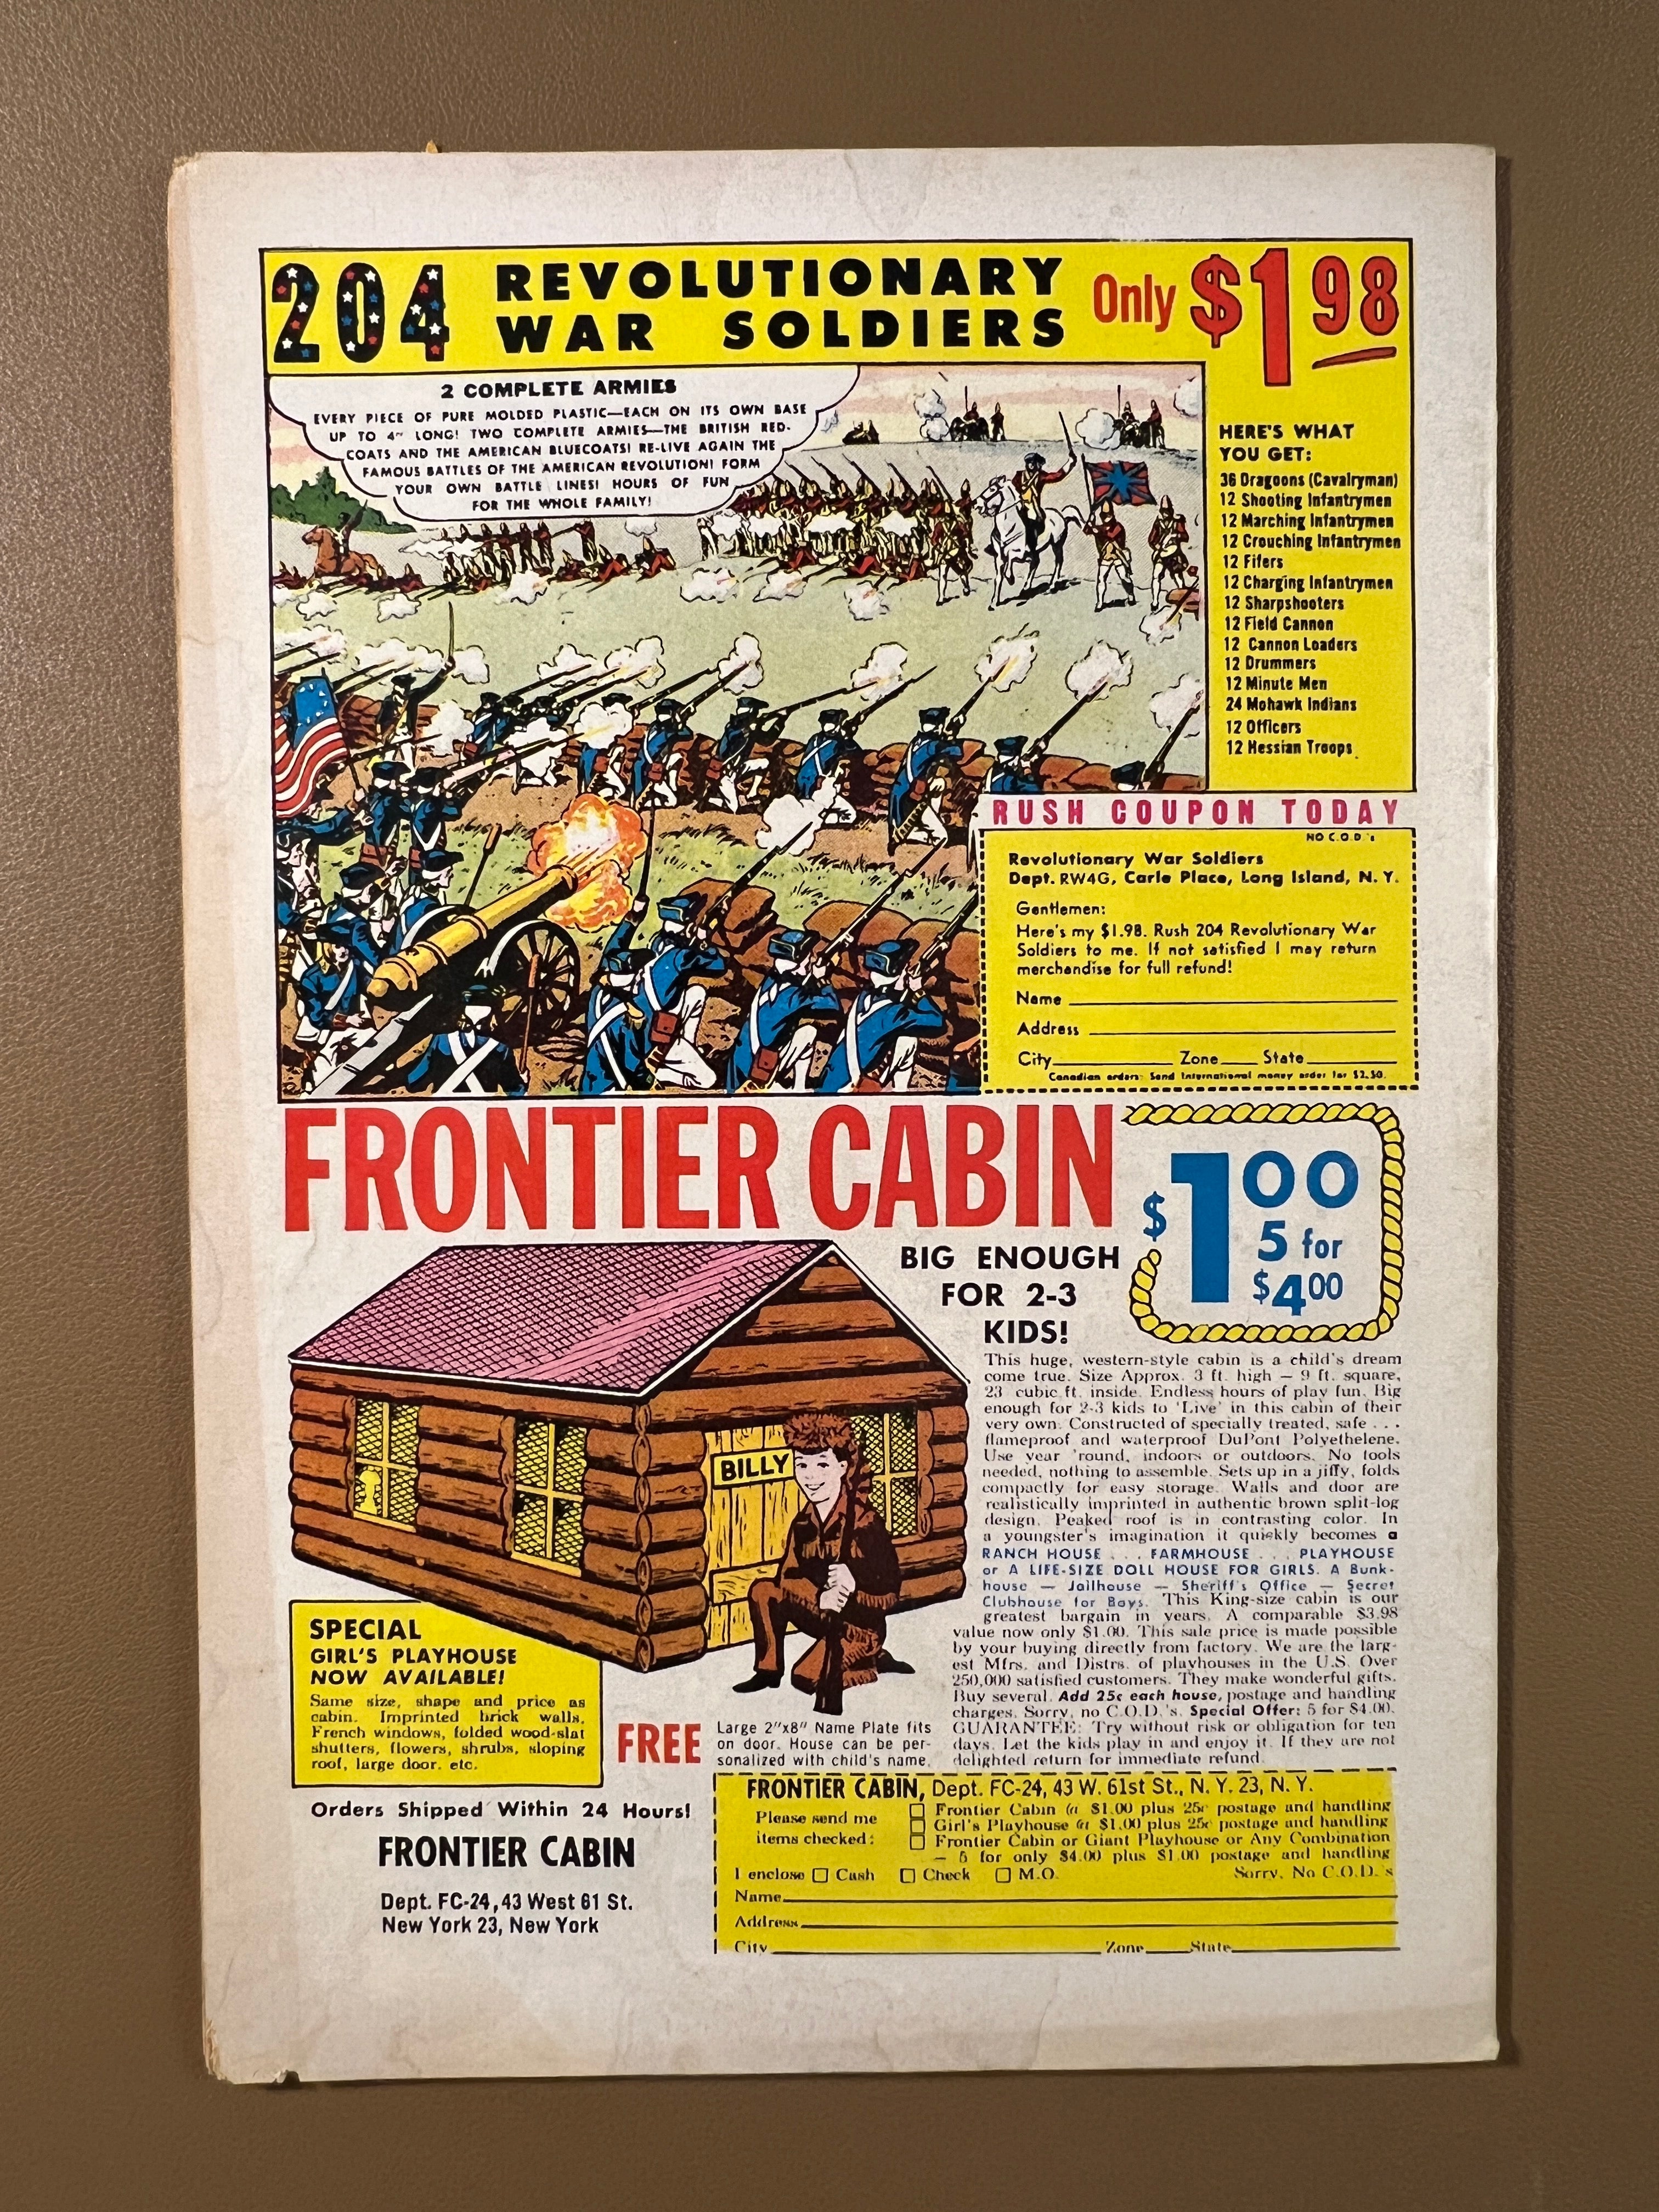 204 REVOLUTIONARY
WAR SOLDIERS
Only $1 98
2 COMPLETE ARMIES
EVERY PIECE OF PURE MOLDED PLASTIC—EACH ON ITS OWN BASE
UP TO 4" LONG! TWO COMPLETE ARMIES—THE BRITISH RED-
COATS AND THE AMERICAN BLUECOATS! RE-LIVE AGAIN THE
FAMOUS BATTLES OF THE AMERICAN REVOLUTION! FORM
YOUR OWN BATTLE LINES! HOURS OF FUN
FOR THE WHOLE FAMILY!
HERE'S WHAT
YOU GET:
36 Dragoons (Cavalryman)
12 Shooting Infantrymen
12 Marching Infantrymen
12 Crouching Infantrymen
12 Fifers
12 Charging Infantrymen
12 Sharpshooters
12 Field Cannon
12 Cannon Loaders
12 Drummers
12 Minute Men
24 Mohawk Indians
12 Officers
12 Hessian Troops
RUSH COUPON TODAY
NO C.O.D.'s
Revolutionary War Soldiers
Dept. RW4G, Carle Place, Long Island, N. Y.
Gentlemen:
Here's my $1.98. Rush 204 Revolutionary War
Soldiers to me. If not satisfied I may return
merchandise for full refund!
Name
Address
City Zone State
Canadian orders: Send International money order for $2.50.
FRONTIER CABIN
$1 00
5 for
$4 00
BIG ENOUGH
FOR 2-3
KIDS!
BILLY
This huge, western-style cabin is a child's dream
come true. Size Approx. 3 ft. high — 9 ft. square,
23 cubic ft. inside. Endless hours of play fun. Big
enough for 2-3 kids to 'Live' in this cabin of their
very own. Constructed of specially treated, safe . . .
flameproof and waterproof DuPont Polyethelene.
Use year 'round, indoors or outdoors. No tools
needed, nothing to assemble. Sets up in a jiffy, folds
compactly for easy storage. Walls and door are
realistically imprinted in authentic brown split-log
design. Peaked roof is in contrasting color. In
a youngster's imagination it quickly becomes a
RANCH HOUSE . . . FARMHOUSE . . . PLAYHOUSE
or A LIFE-SIZE DOLL HOUSE FOR GIRLS. A Bunk-
house — Jailhouse — Sheriff's Office — Secret
Clubhouse for Boys. This King-size cabin is our
greatest bargain in years. A comparable $3.98
value now only $1.00. This sale price is made possible
by your buying directly from factory. We are the larg-
est Mfrs. and Distrs. of playhouses in the U.S. Over
250,000 satisfied customers. They make wonderful gifts.
Buy several. Add 25¢ each house, postage and handling
charges. Sorry, no C.O.D.'s. Special Offer: 5 for $4.00.
GUARANTEE: Try without risk or obligation for ten
days. Let the kids play in and enjoy it. If they are not
delighted return for immediate refund.
SPECIAL
GIRL'S PLAYHOUSE
NOW AVAILABLE!
Same size, shape and price as
cabin. Imprinted brick walls,
French windows, folded wood-slat
shutters, flowers, shrubs, sloping
roof, large door, etc.
FREE
Large 2"x8" Name Plate fits
on door. House can be per-
sonalized with child's name.
Orders Shipped Within 24 Hours!
FRONTIER CABIN
Dept. FC-24, 43 West 61 St.
New York 23, New York
FRONTIER CABIN, Dept. FC-24, 43 W. 61st St., N. Y. 23, N. Y.
Please send me
items checked:
Frontier Cabin @ $1.00 plus 25¢ postage and handling
Girl's Playhouse @ $1.00 plus 25¢ postage and handling
Frontier Cabin or Giant Playhouse or Any Combination
— 5 for only $4.00 plus $1.00 postage and handling
I enclose Cash Check M.O. Sorry, No C.O.D.'s
Name
Address
City Zone State